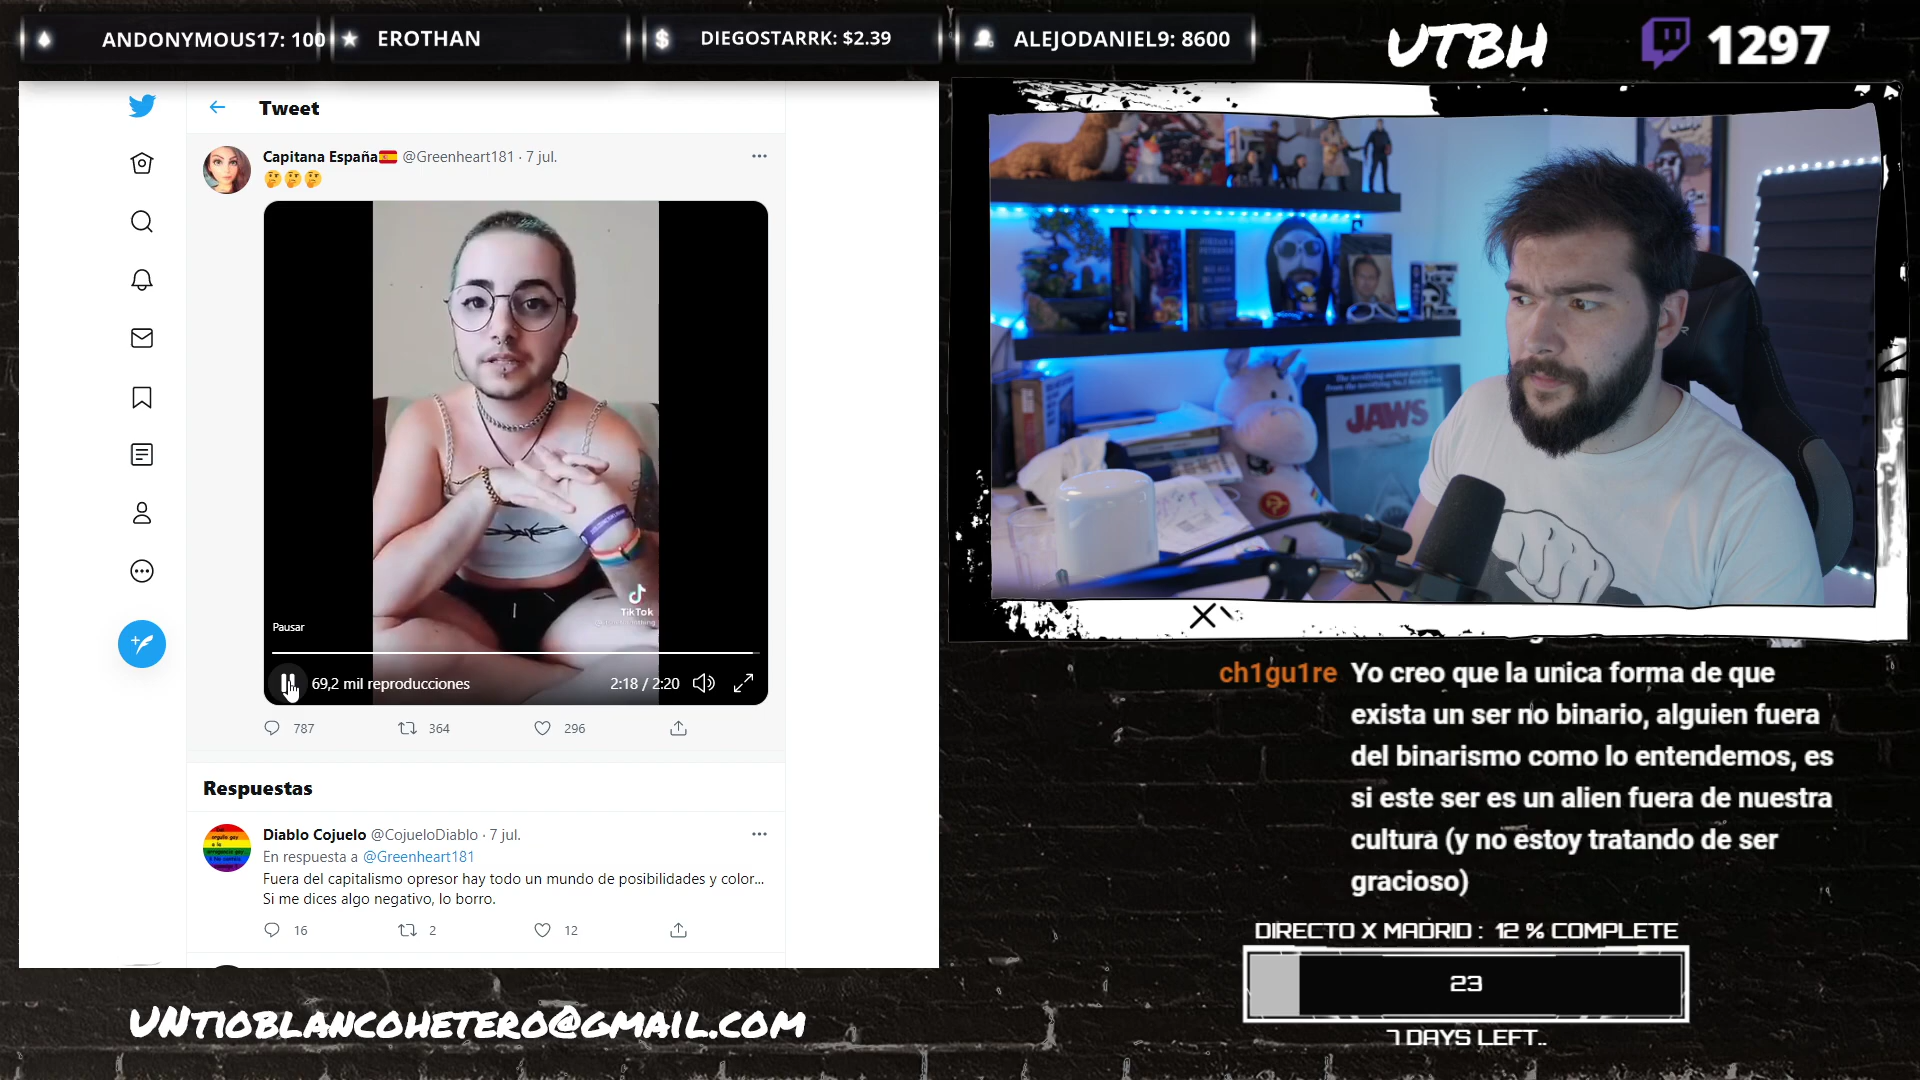 ANDONYMOUS17: 100
EROTHAN
DIEGOSTARRK: $2.39
ALEJODANIEL9: 8600
UTBH
1297
Tweet
Capitana España @Greenheart181 · 7 jul.
Pausar
TikTok
69,2 mil reproducciones
2:18 / 2:20
787
364
296
Respuestas
Diablo Cojuelo @CojueloDiablo · 7 jul.
En respuesta a @Greenheart181
Fuera del capitalismo opresor hay todo un mundo de posibilidades y color...
Si me dices algo negativo, lo borro.
16
2
12
JAWS
ch1gu1re Yo creo que la unica forma de que
exista un ser no binario, alguien fuera
del binarismo como lo entendemos, es
si este ser es un alien fuera de nuestra
cultura (y no estoy tratando de ser
gracioso)
DIRECTO X MADRID : 12 % COMPLETE
23
7 DAYS LEFT..
UNTIOBLANCOHETERO@GMAIL.COM